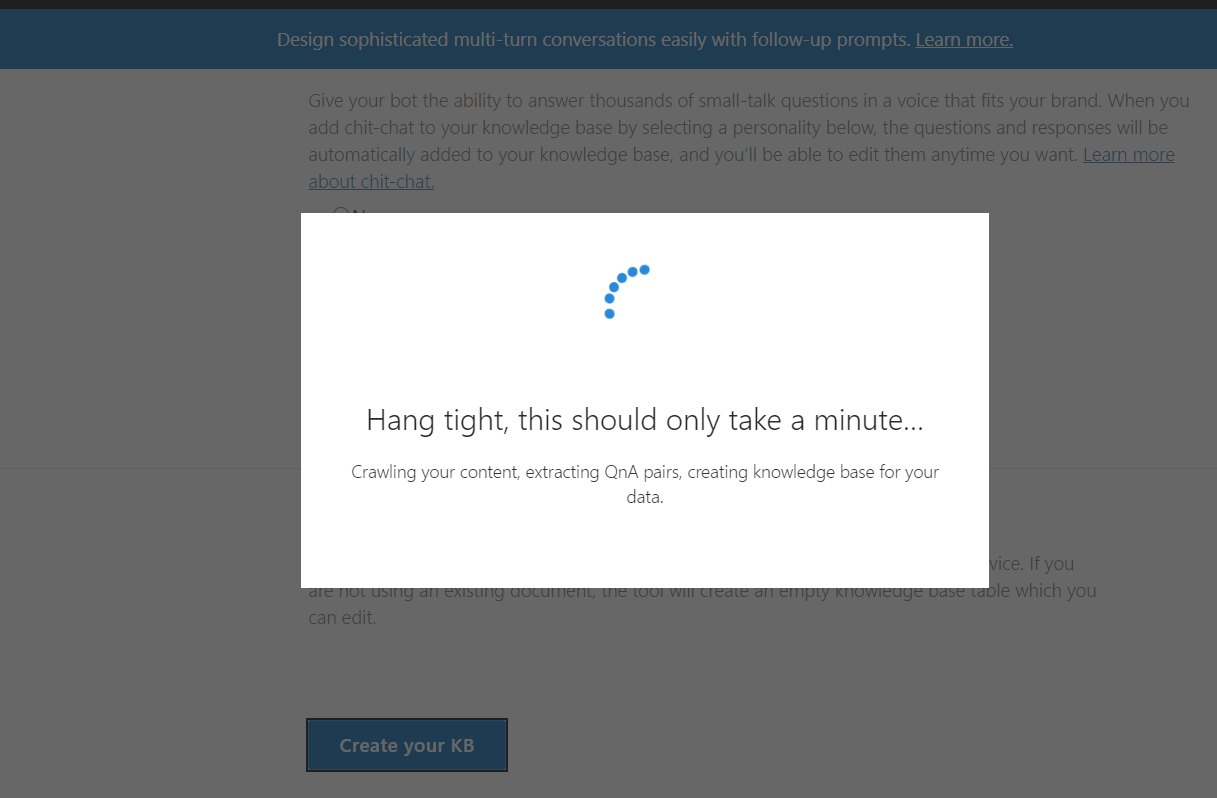 Design sophisticated multi-turn conversations easily with follow-up prompts. Learn more.
Give your bot the ability to answer thousands of small-talk questions in a voice that fits your brand. When you
add chit-chat to your knowledge base by selecting a personality below, the questions and responses will be
automatically added to your knowledge base, and you'll be able to edit them anytime you want. Learn more
about chit-chat.
Hang tight, this should only take a minute...
Crawling your content, extracting QnA pairs, creating knowledge base for your
data.
vice. If you
are not using an existing document, the tool will create an empty knowledge base table which you
can edit.
Create your KB